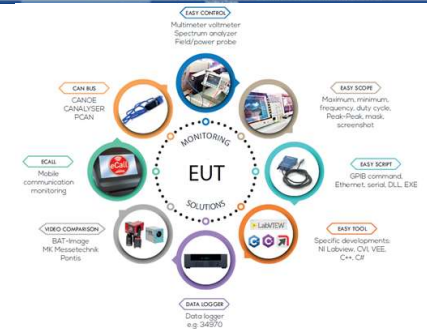 EASY CONTROL
Multimeter voltmeter
Spectrum analyzer
Field/power probe
EASY SCOPE
Maximum, minimum,
frequency, duty cycle,
Peak-Peak, mask,
screenshot
EASY SCRIPT
GPIB command,
Ethernet, serial, DLL, EXE
EASY TOOL
Specific developments:
NI Labview, CVI, VEE,
C++, C#
DATA LOGGER
Data logger
e.g: 34970
VIDEO COMPARISON
BAT-Image
MK Messetechnik
Pontis
ECALL
Mobile
communication
monitoring
CAN BUS
CANOE
CANALYSER
PCAN
MONITORING
EUT
SOLUTIONS
eCall
LabVIEW